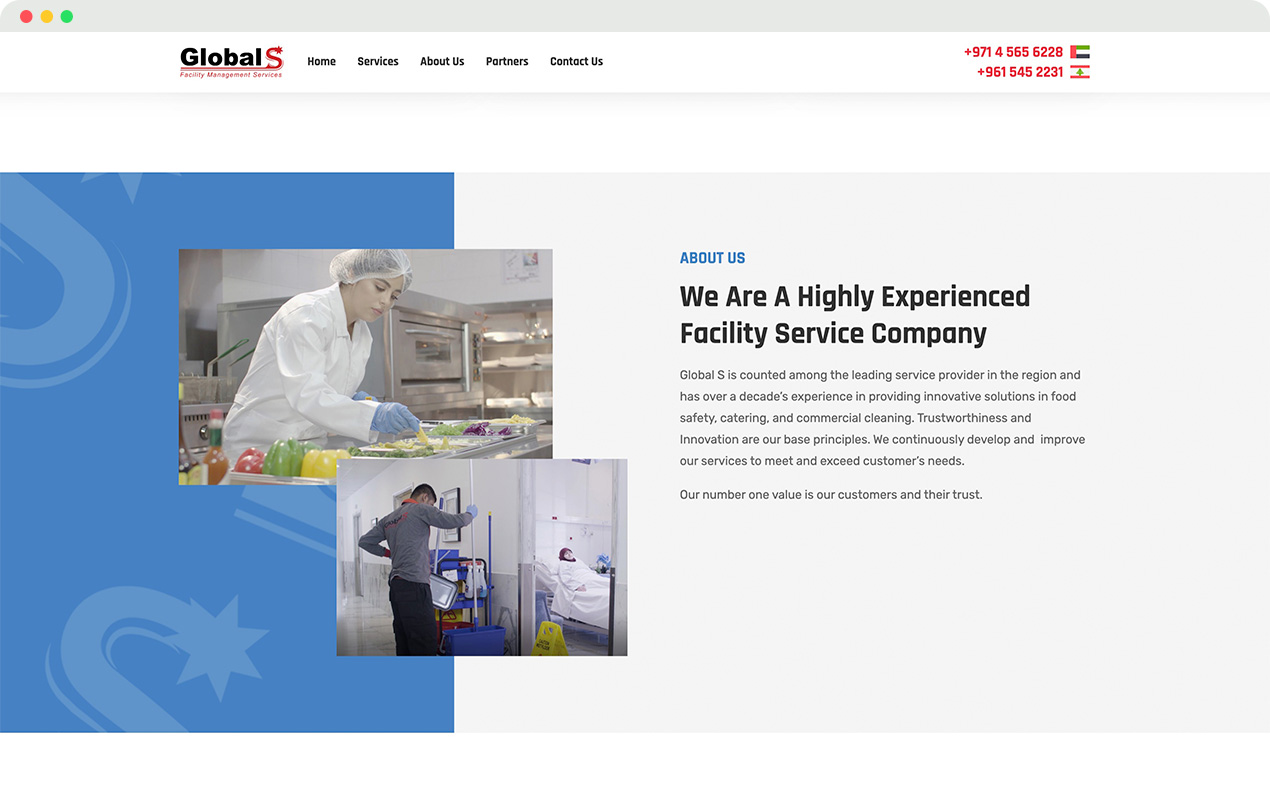 Global S
Facility Management Services
Home
Services
About Us
Partners
Contact Us
+971 4 565 6228
+961 545 2231
ABOUT US
We Are A Highly Experienced
Facility Service Company
Global S is counted among the leading service provider in the region and
has over a decade’s experience in providing innovative solutions in food
safety, catering, and commercial cleaning. Trustworthiness and
Innovation are our base principles. We continuously develop and improve
our services to meet and exceed customer’s needs.
Our number one value is our customers and their trust.